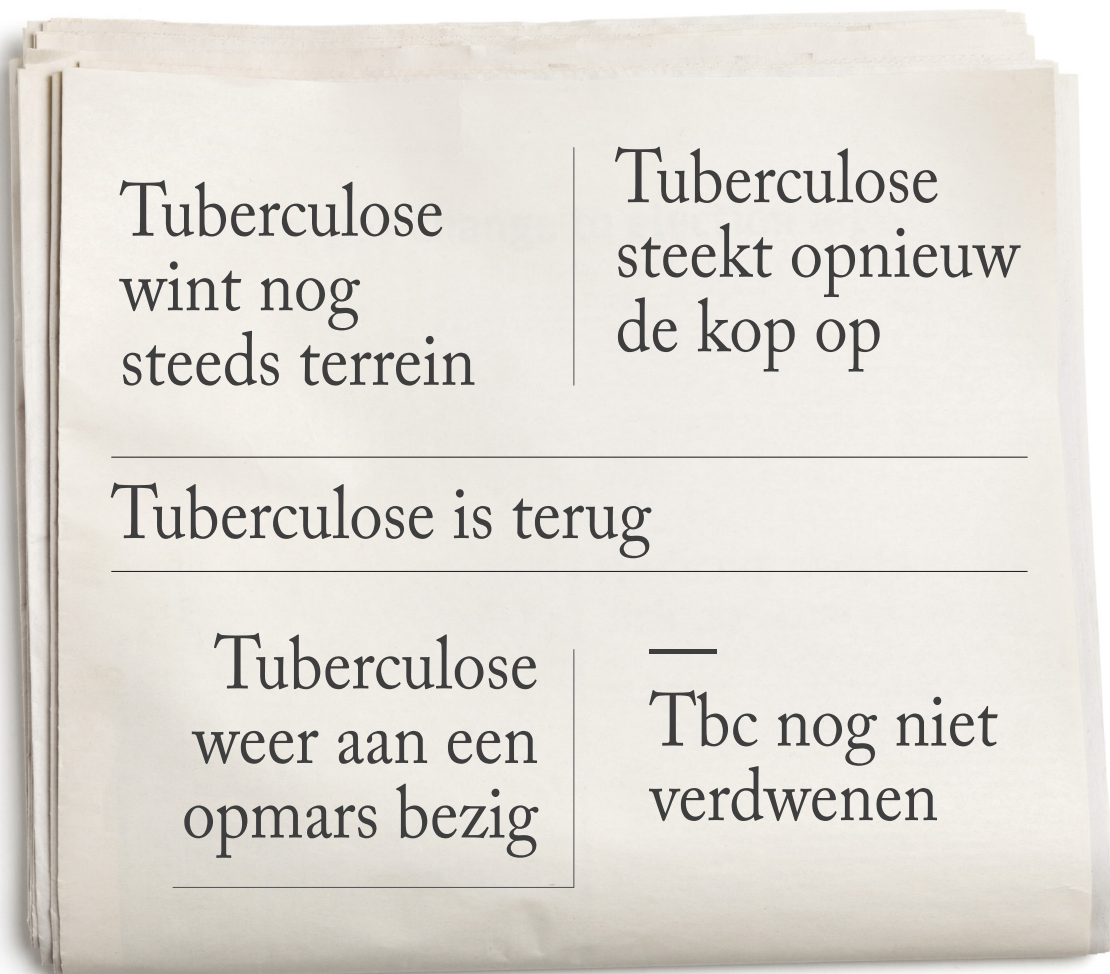 Tuberculose
wint nog
steeds terrein
Tuberculose
steekt opnieuw
de kop op
Tuberculose is terug
Tuberculose
weer aan een
opmars bezig
Tbc nog niet
verdwenen